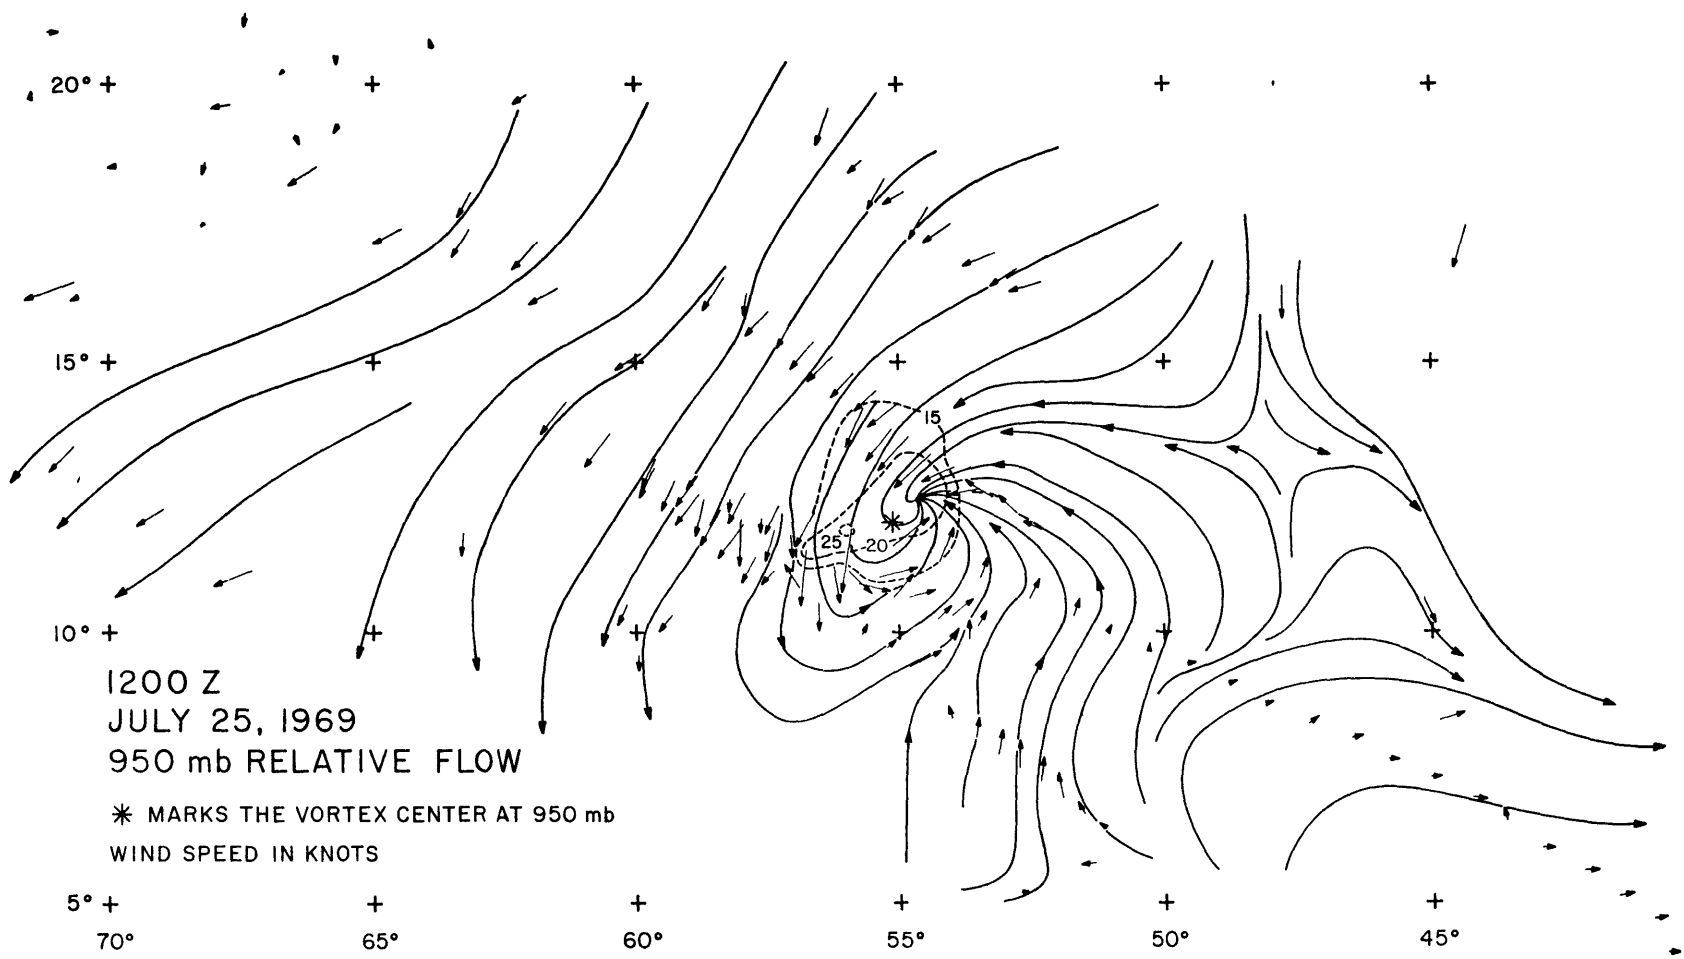 20°
15°
15
25
20
10°
1200 Z
JULY 25, 1969
950 mb RELATIVE FLOW
✳ MARKS THE VORTEX CENTER AT 950 mb
WIND SPEED IN KNOTS
5°
70° 65° 60° 55° 50° 45°